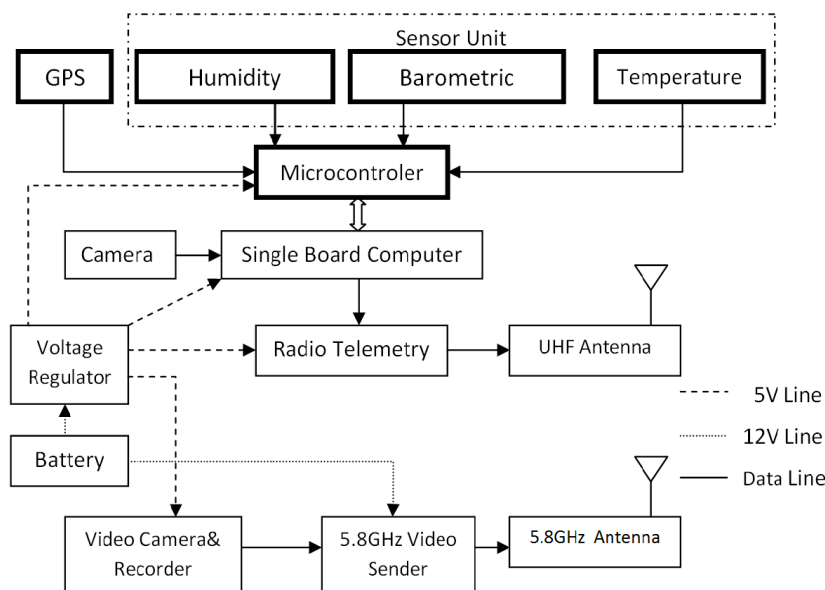 Sensor Unit
GPS
Humidity
Barometric
Temperature
Microcontroler
Camera
Single Board Computer
Voltage
Regulator
Radio Telemetry
UHF Antenna
5V Line
12V Line
Data Line
Battery
Video Camera&
Recorder
5.8GHz Video
Sender
5.8GHz Antenna